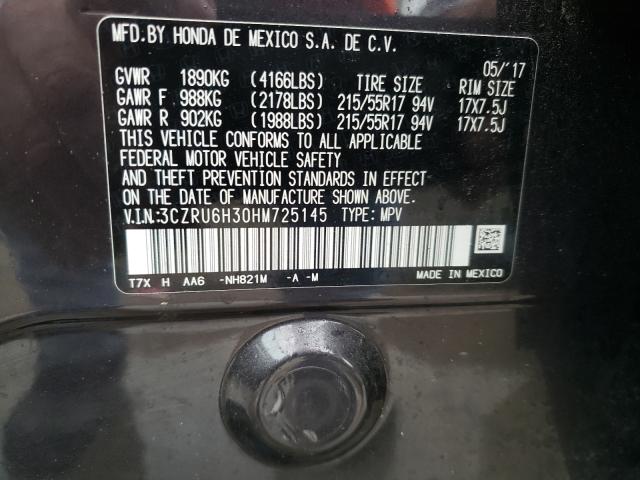 MFD.BY HONDA DE MEXICO S.A. DE C.V.
05/'17
GVWR 1890KG (4166LBS) TIRE SIZE RIM SIZE
GAWR F 988KG (2178LBS) 215/55R17 94V 17X7.5J
GAWR R 902KG (1988LBS) 215/55R17 94V 17X7.5J
THIS VEHICLE CONFORMS TO ALL APPLICABLE
FEDERAL MOTOR VEHICLE SAFETY
AND THEFT PREVENTION STANDARDS IN EFFECT
ON THE DATE OF MANUFACTURE SHOWN ABOVE.
V.I.N:3CZRU6H30HM725145 TYPE: MPV
T7X H AA6 -NH821M -A -M MADE IN MEXICO